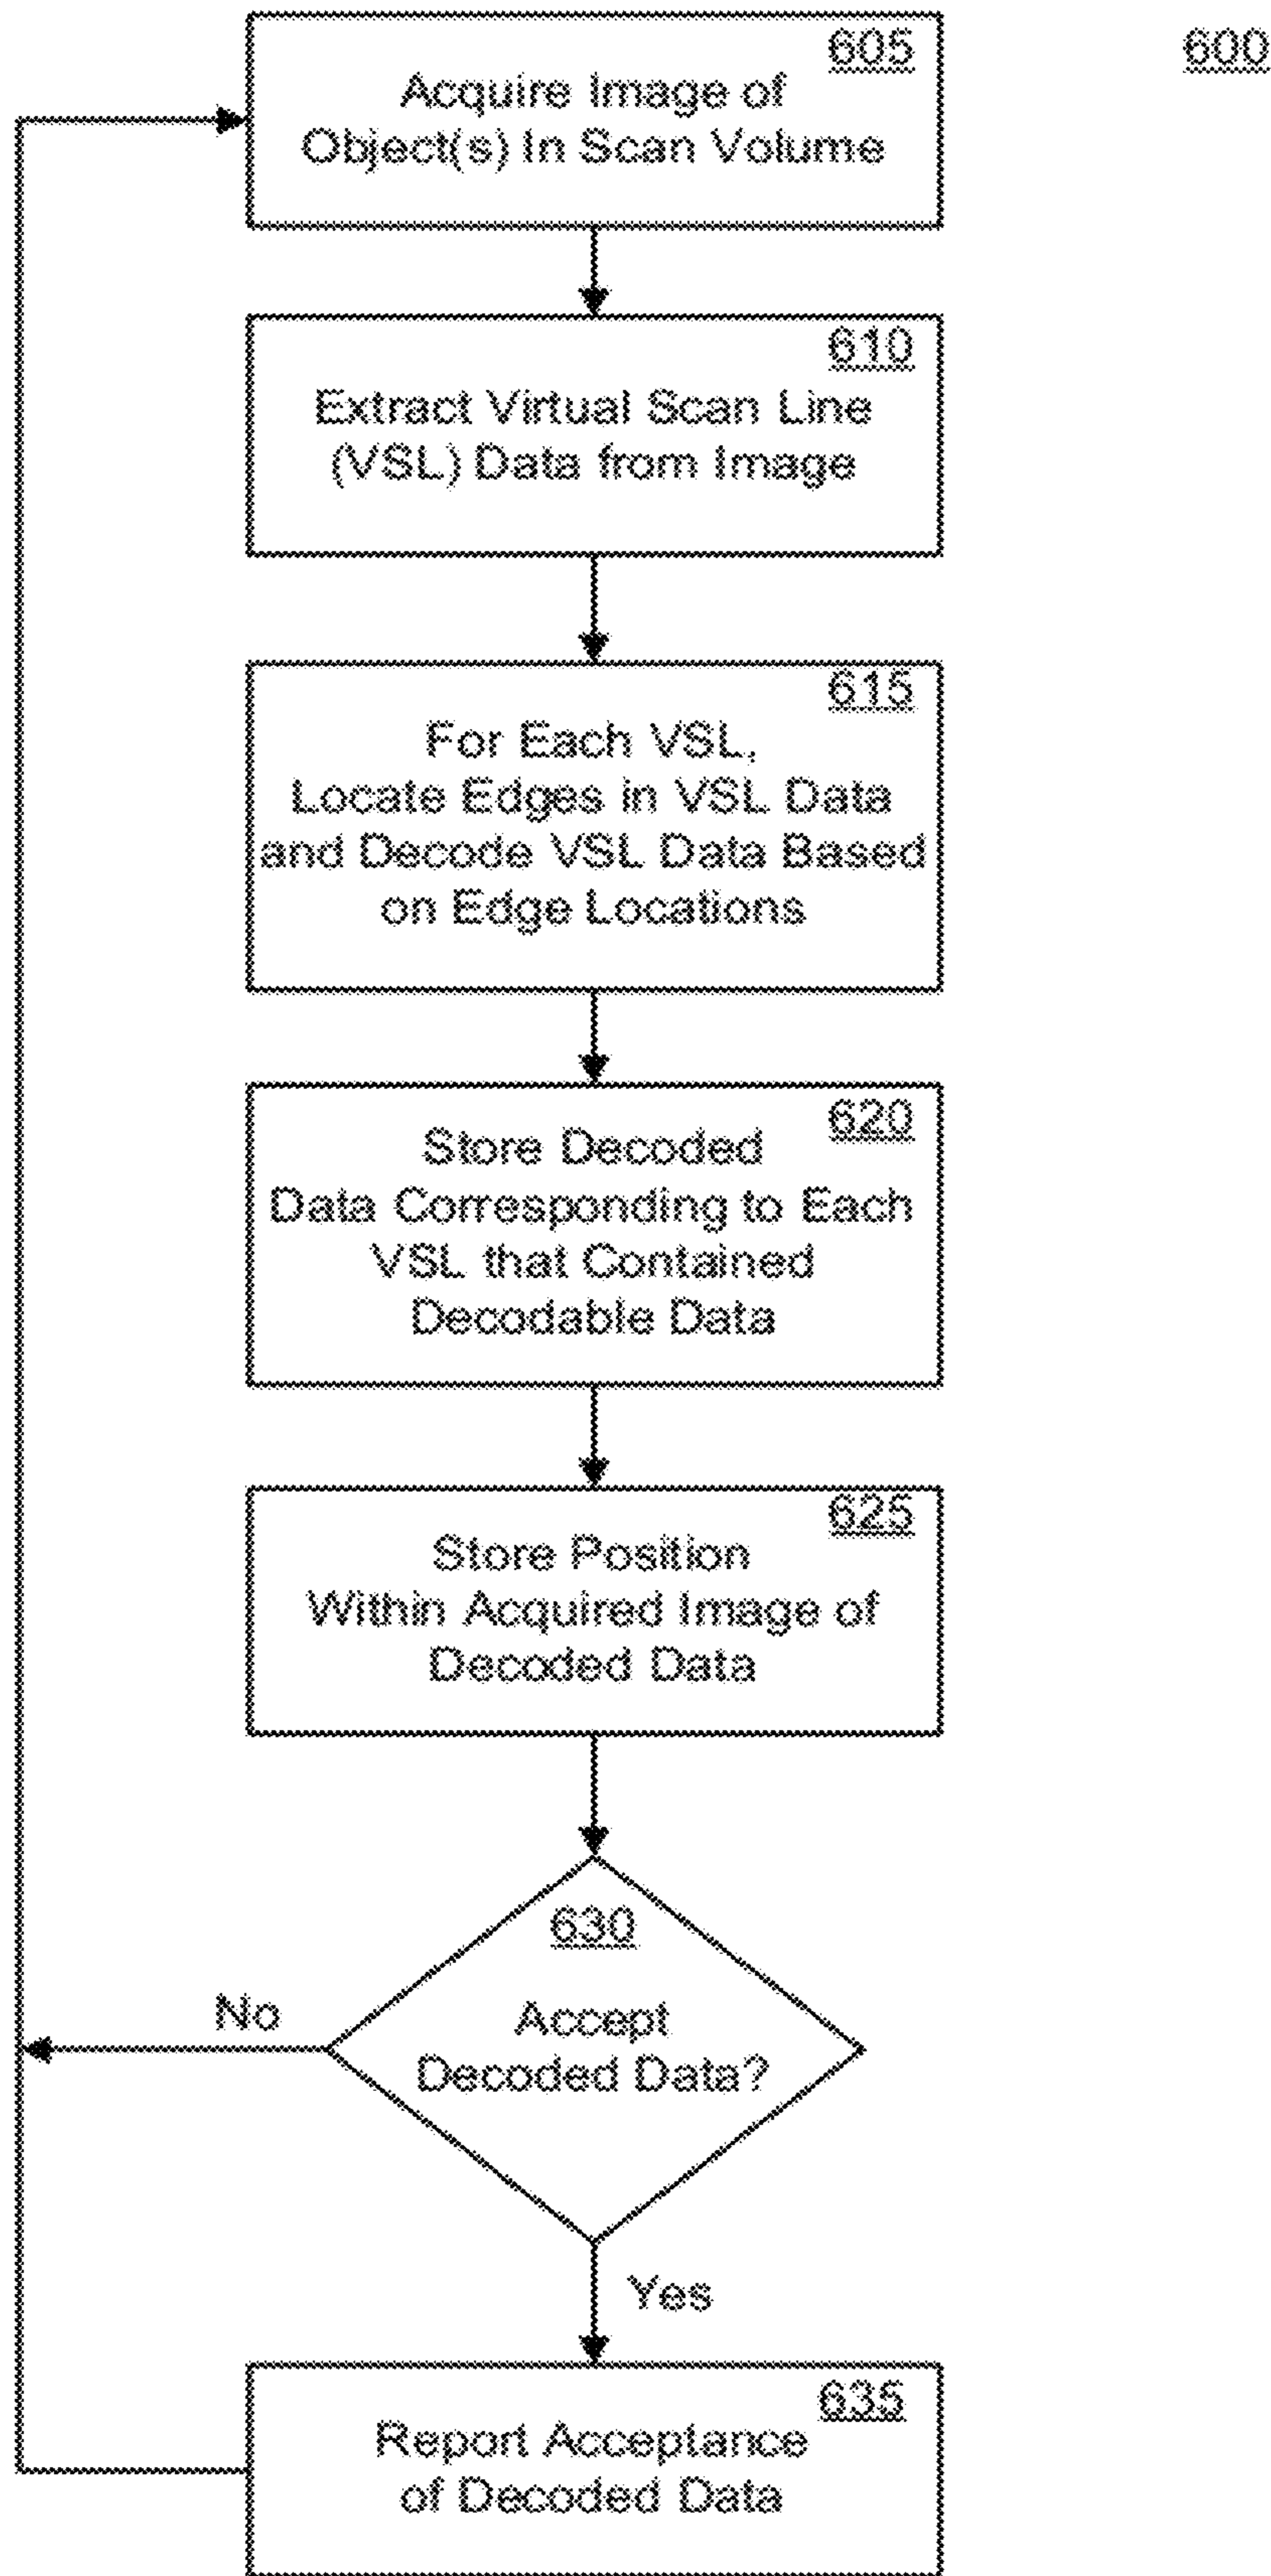 600
605
Acquire Image of
Object(s) In Scan Volume
610
Extract Virtual Scan Line
(VSL) Data from Image
615
For Each VSL,
Locate Edges in VSL Data
and Decode VSL Data Based
on Edge Locations
620
Store Decoded
Data Corresponding to Each
VSL that Contained
Decodable Data
625
Store Position
Within Acquired Image of
Decoded Data
630
Accept
Decoded Data?
No
Yes
635
Report Acceptance
of Decoded Data